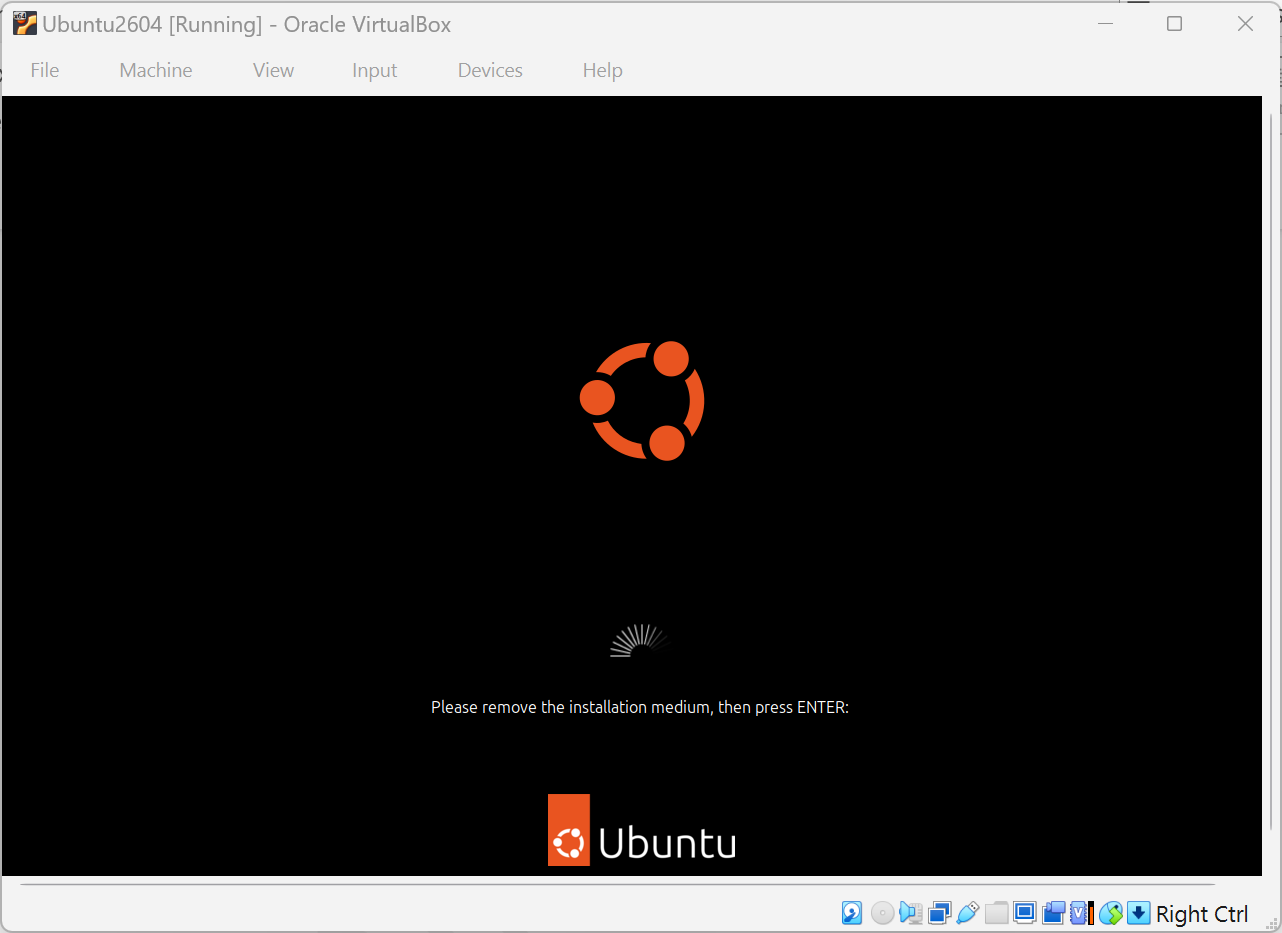 Ubuntu2604 [Running] - Oracle VirtualBox
File Machine View Input Devices Help
Please remove the installation medium, then press ENTER:
Ubuntu
Right Ctrl